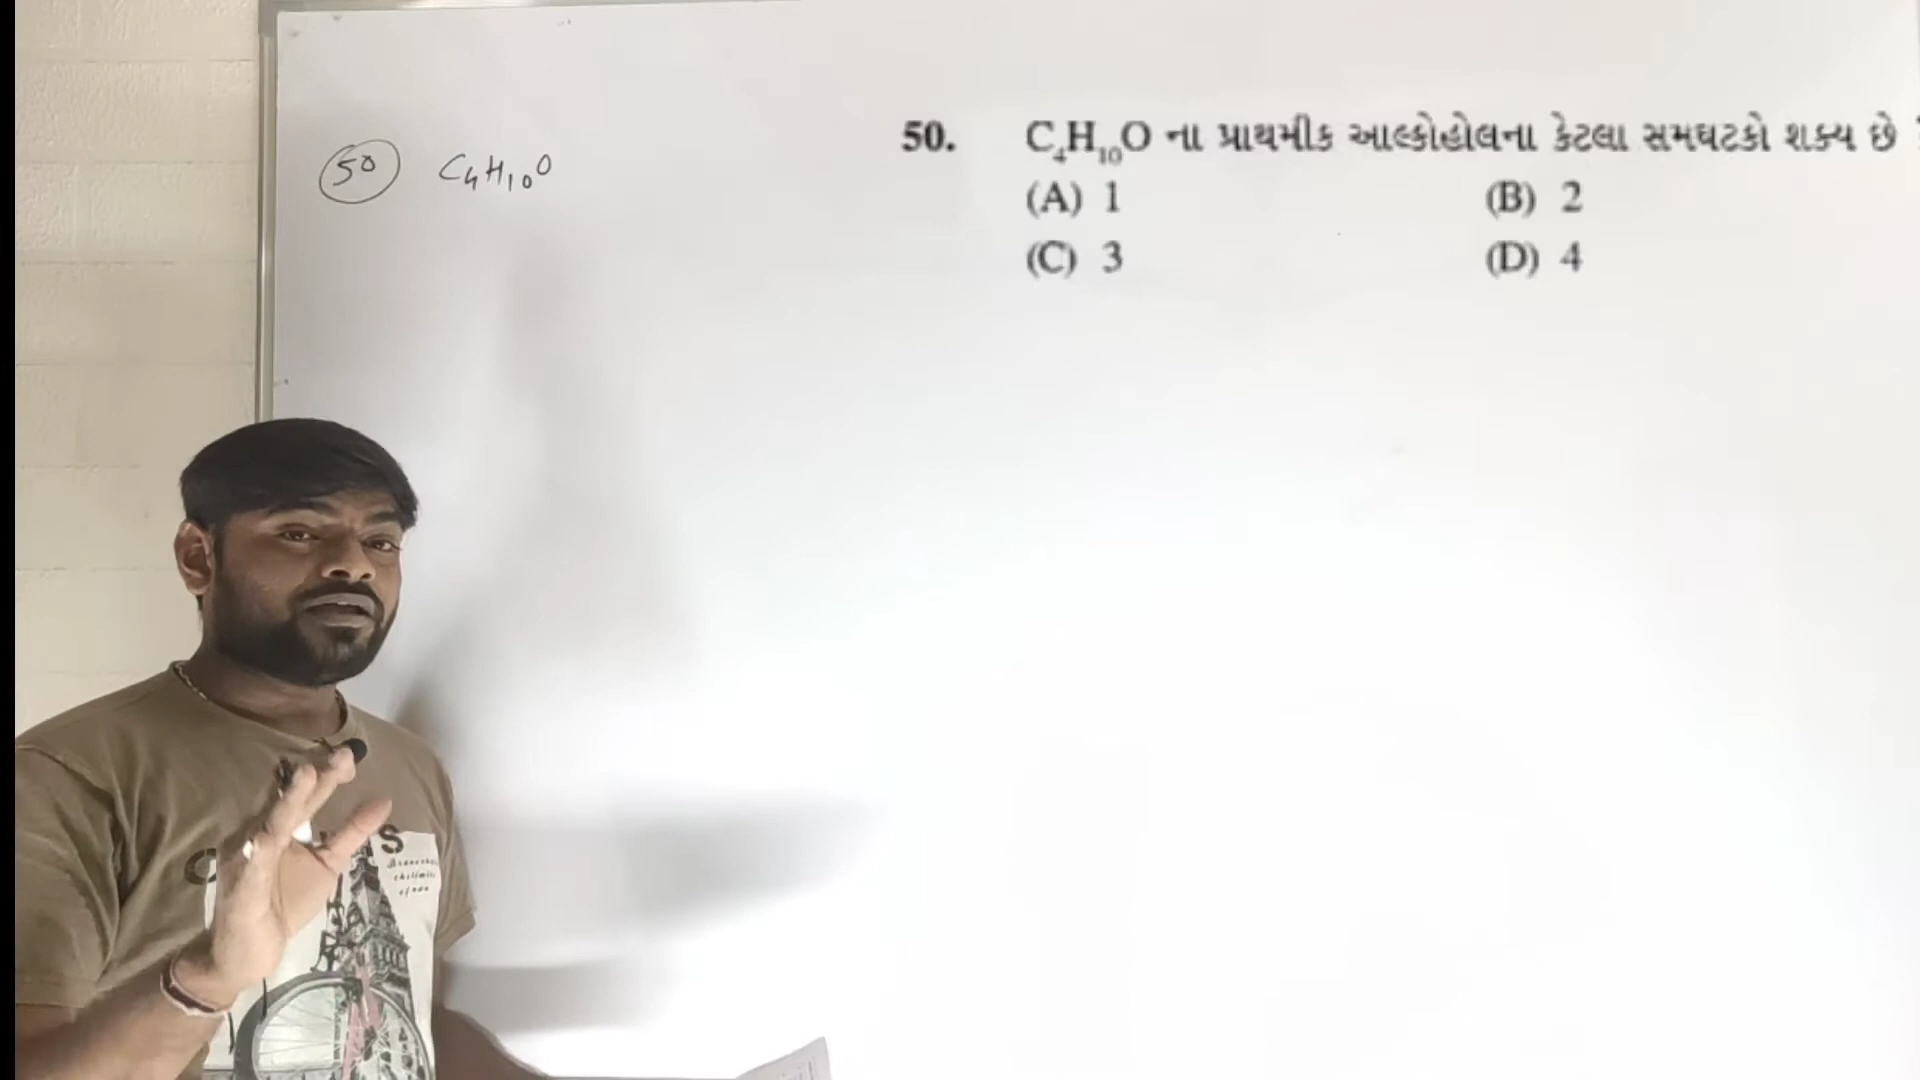 50 C₄H₁₀O
50. C₄H₁₀O ના પ્રાથમીક આલ્કોહોલના કેટલા સમઘટકો શક્ય છે
(A) 1 (B) 2
(C) 3 (D) 4
S